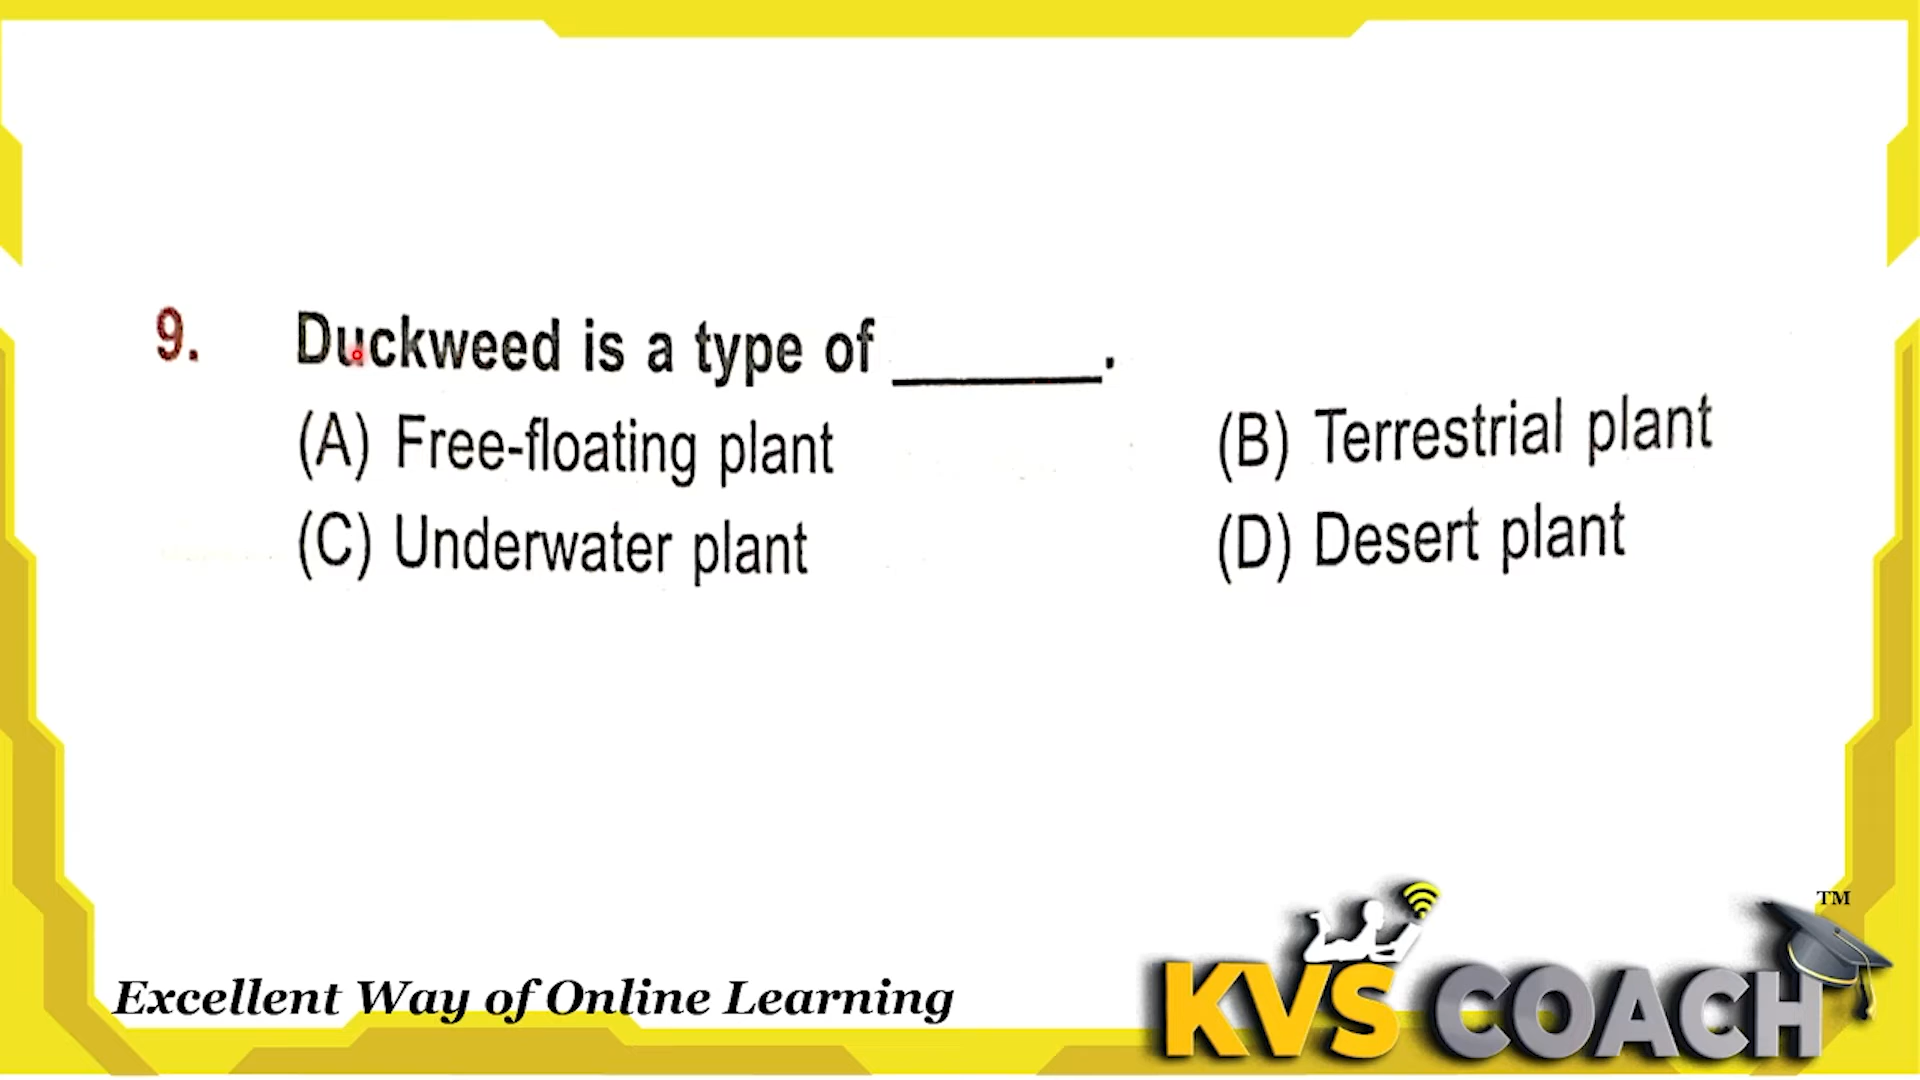 9. Duckweed is a type of ______.
(A) Free-floating plant (B) Terrestrial plant
(C) Underwater plant (D) Desert plant
Excellent Way of Online Learning
KVS COACH TM